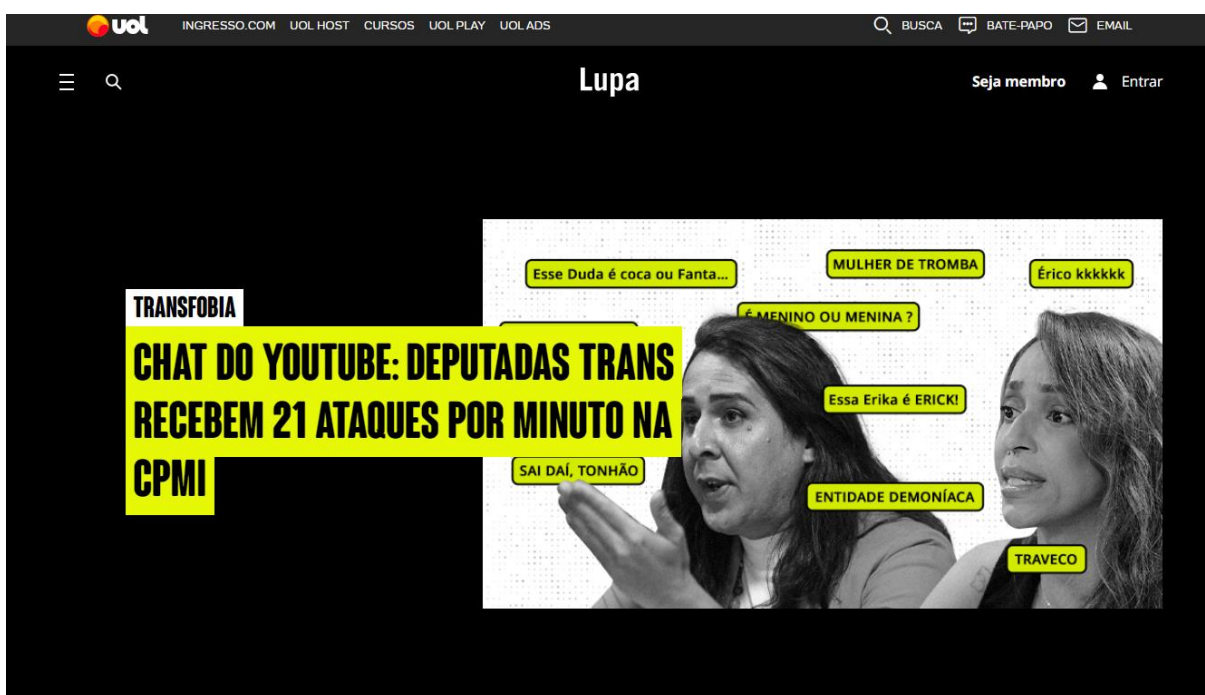 uol INGRESSO.COM UOL HOST CURSOS UOL PLAY UOL ADS BUSCA BATE-PAPO EMAIL
Lupa Seja membro Entrar
MULHER DE TROMBA
Esse Duda é coca ou Fanta... Érico kkkkkk
TRANSFOBIA
É MENINO OU MENINA ?
CHAT DO YOUTUBE: DEPUTADAS TRANS
RECEBEM 21 ATAQUES POR MINUTO NA
CPMI
Essa Erika é ERICK!
SAI DAÍ, TONHÃO
ENTIDADE DEMONÍACA
TRAVECO